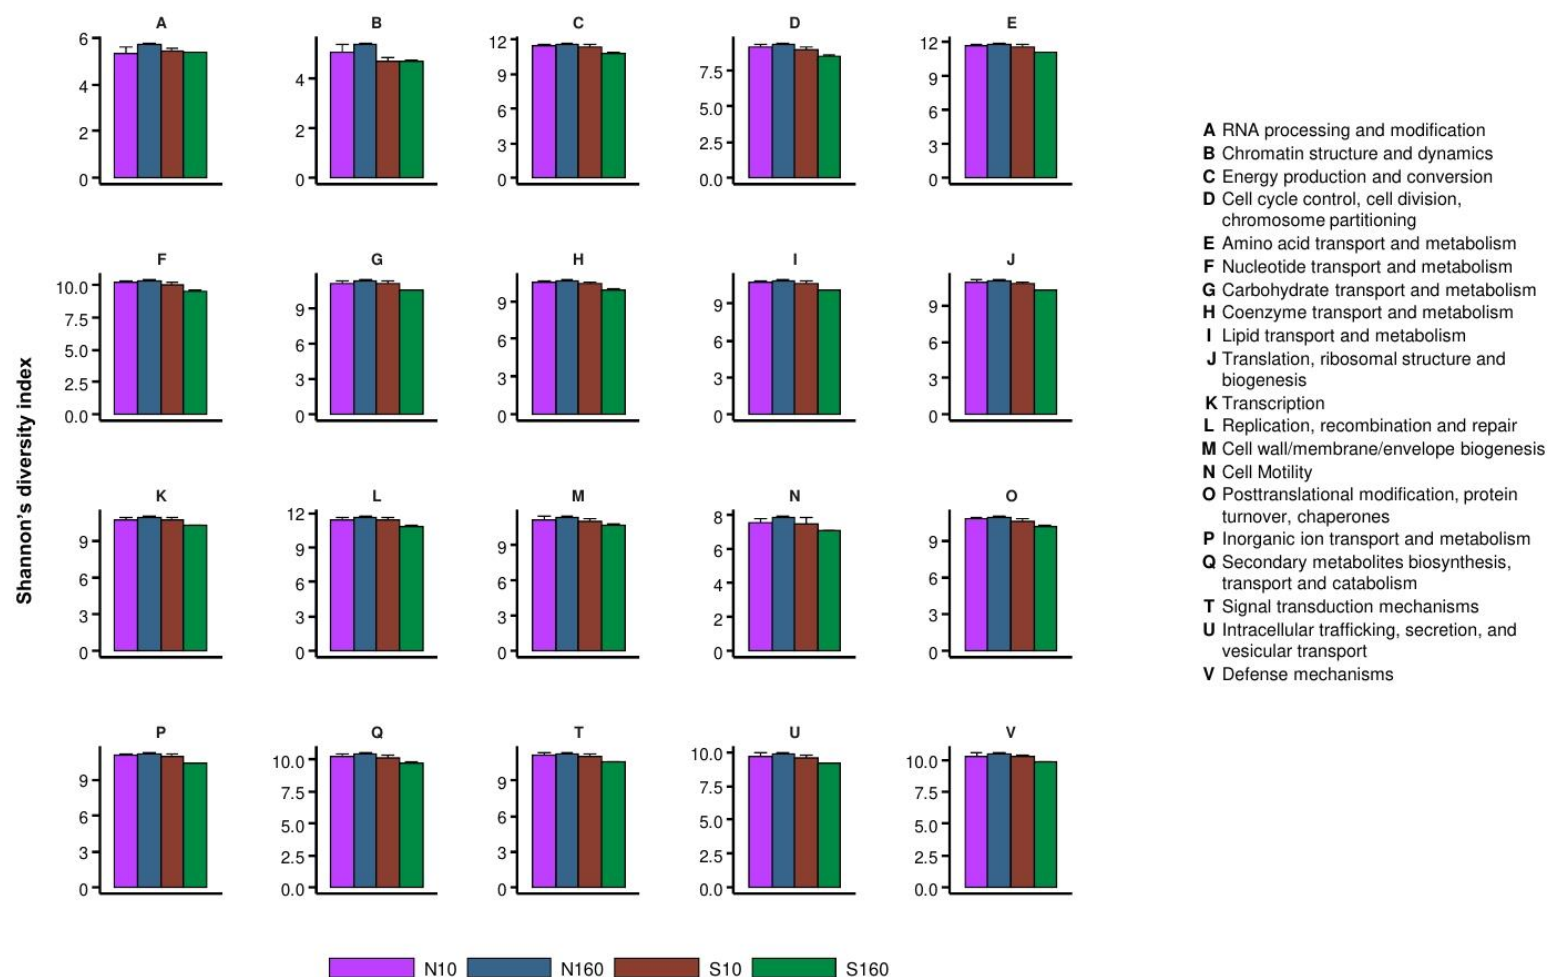 A B C D E
6 4 2 0
4 2 0
12 9 6 3 0
7.5 5.0 2.5 0.0
12 9 6 3 0
F G H I J
10.0 7.5 5.0 2.5 0.0
9 6 3 0
9 6 3 0
9 6 3 0
9 6 3 0
Shannon's diversity index
K L M N O
9 6 3 0
12 9 6 3 0
9 6 3 0
8 6 4 2 0
9 6 3 0
P Q T U V
9 6 3 0
10.0 7.5 5.0 2.5 0.0
9 6 3 0
10.0 7.5 5.0 2.5 0.0
10.0 7.5 5.0 2.5 0.0
N10 N160 S10 S160
A RNA processing and modification
B Chromatin structure and dynamics
C Energy production and conversion
D Cell cycle control, cell division,
chromosome partitioning
E Amino acid transport and metabolism
F Nucleotide transport and metabolism
G Carbohydrate transport and metabolism
H Coenzyme transport and metabolism
I Lipid transport and metabolism
J Translation, ribosomal structure and
biogenesis
K Transcription
L Replication, recombination and repair
M Cell wall/membrane/envelope biogenesis
N Cell Motility
O Posttranslational modification, protein
turnover, chaperones
P Inorganic ion transport and metabolism
Q Secondary metabolites biosynthesis,
transport and catabolism
T Signal transduction mechanisms
U Intracellular trafficking, secretion, and
vesicular transport
V Defense mechanisms